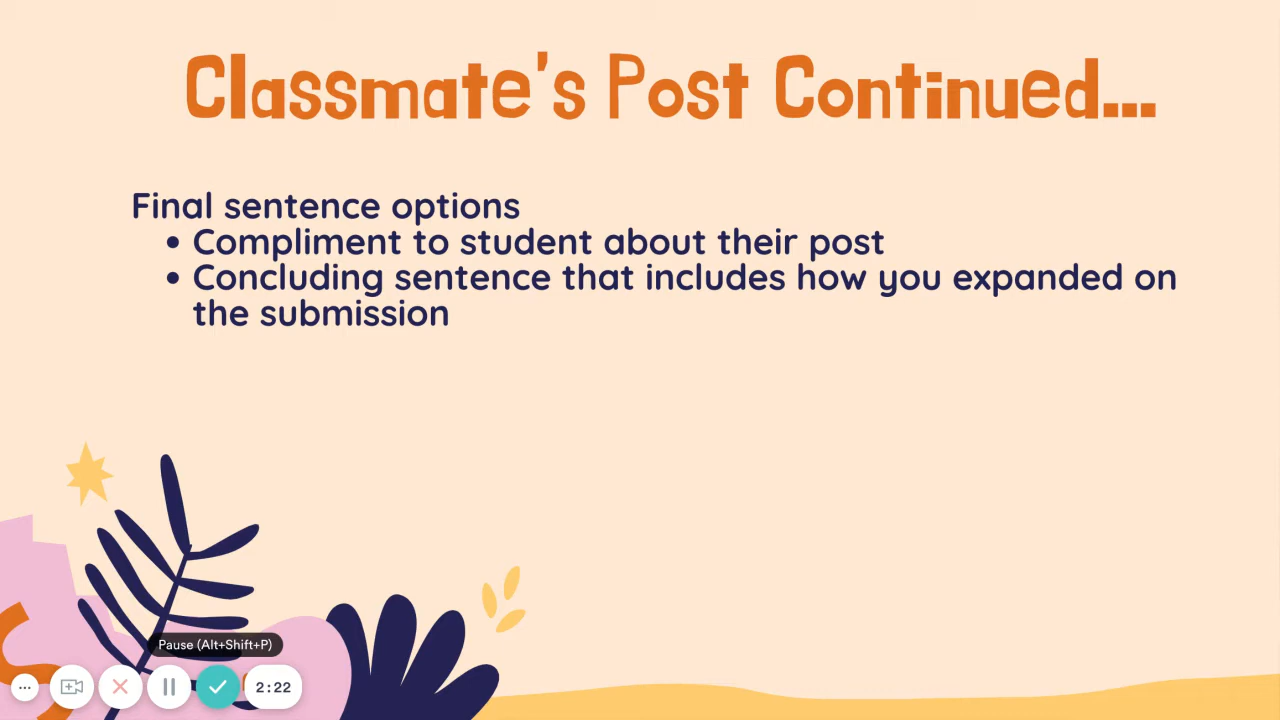 Classmate's Post Continued...
Final sentence options
• Compliment to student about their post
• Concluding sentence that includes how you expanded on
the submission
Pause (Alt+Shift+P)
2:22